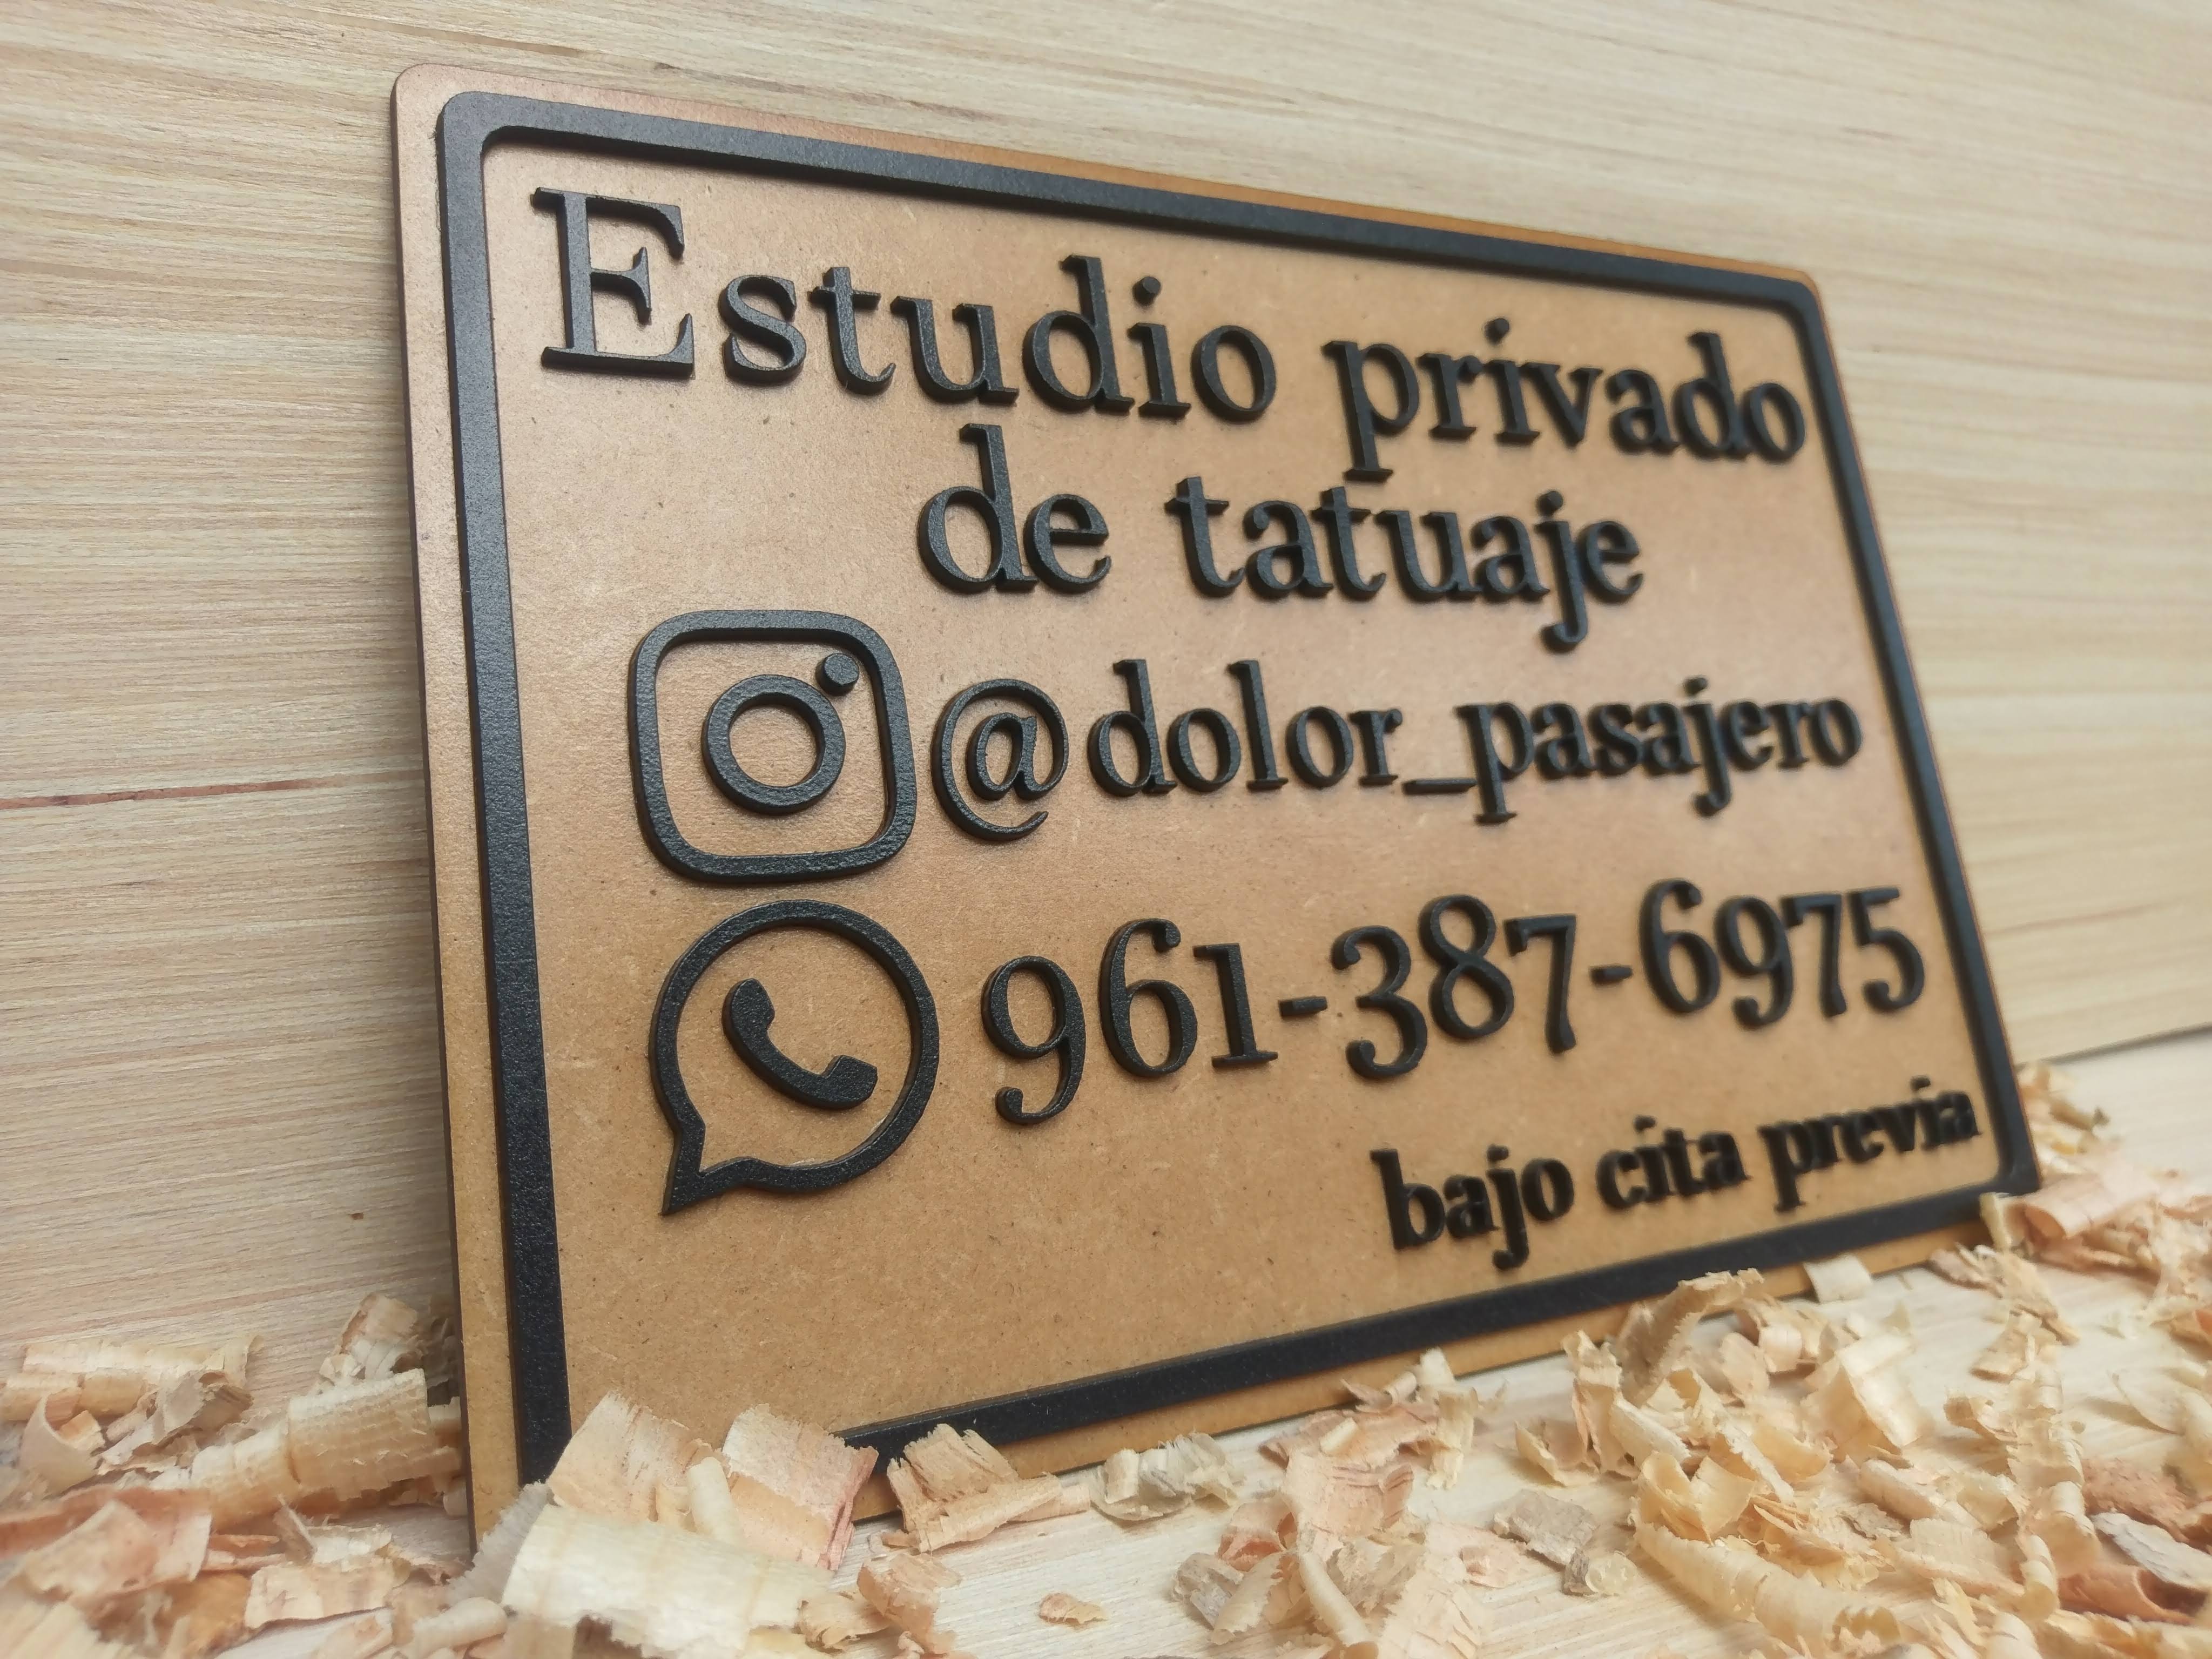 Estudio privado
de tatuaje
@dolor_pasajero
961-387-6975
bajo cita previa